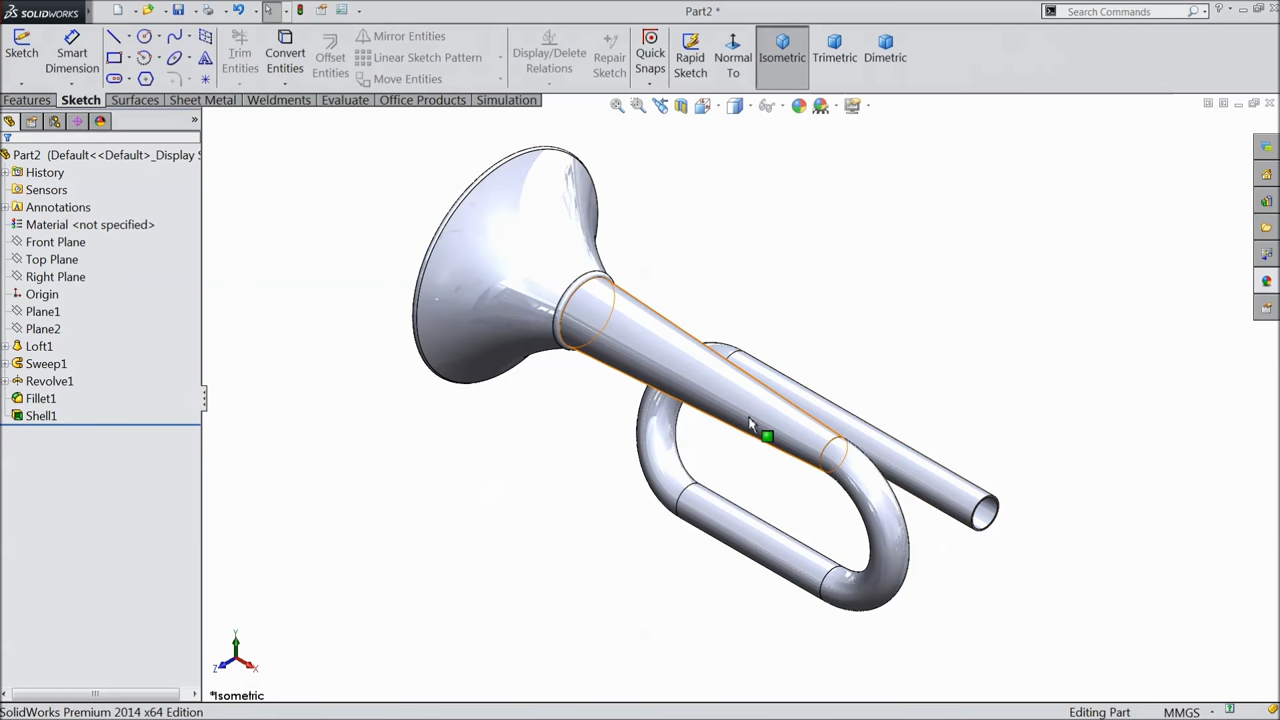 SOLIDWORKS
Part2 *
Search Commands
Sketch
Smart Dimension
Trim Entities
Convert Entities
Offset Entities
Mirror Entities
Linear Sketch Pattern
Move Entities
Display/Delete Relations
Repair Sketch
Quick Snaps
Rapid Sketch
Normal To
Isometric
Trimetric
Dimetric
Features
Sketch
Surfaces
Sheet Metal
Weldments
Evaluate
Office Products
Simulation
Part2 (Default<<Default>_Display S
History
Sensors
Annotations
Material <not specified>
Front Plane
Top Plane
Right Plane
Origin
Plane1
Plane2
Loft1
Sweep1
Revolve1
Fillet1
Shell1
Y
Z
X
*Isometric
SolidWorks Premium 2014 x64 Edition
Editing Part
MMGS